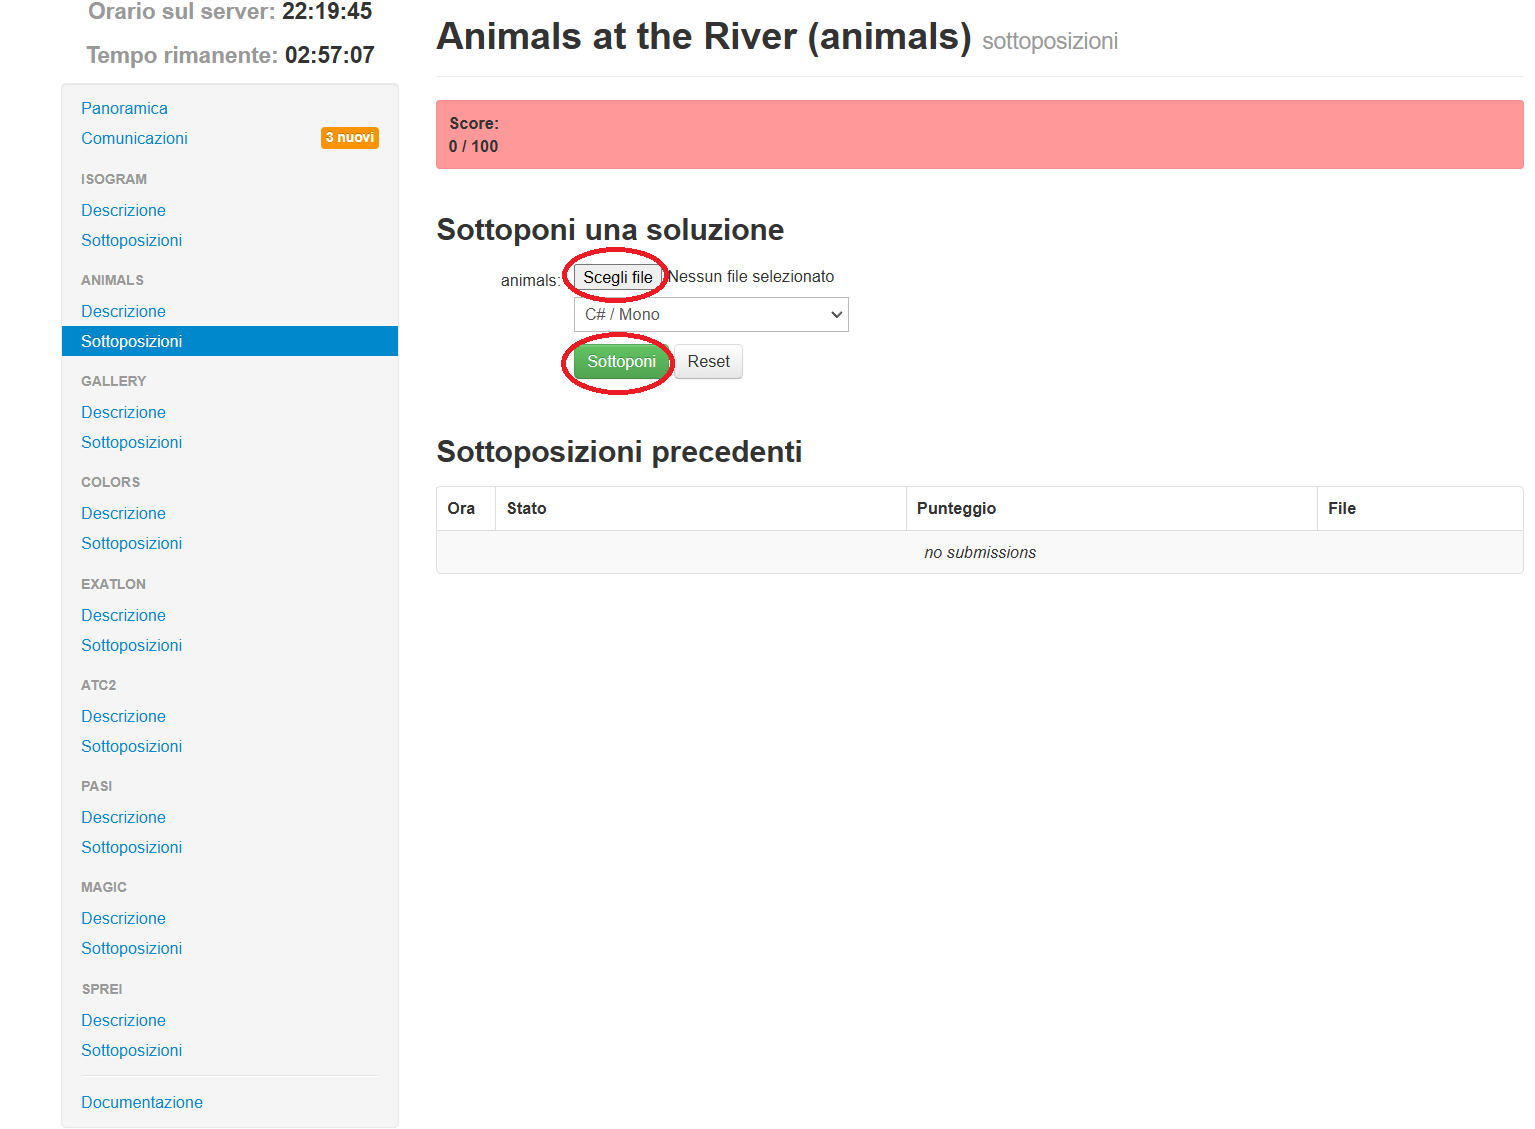 Orario sul server: 22:19:45
Tempo rimanente: 02:57:07
Panoramica
Comunicazioni 3 nuovi
ISOGRAM
Descrizione
Sottoposizioni
ANIMALS
Descrizione
Sottoposizioni
GALLERY
Descrizione
Sottoposizioni
COLORS
Descrizione
Sottoposizioni
EXATLON
Descrizione
Sottoposizioni
ATC2
Descrizione
Sottoposizioni
PASI
Descrizione
Sottoposizioni
MAGIC
Descrizione
Sottoposizioni
SPREI
Descrizione
Sottoposizioni
Documentazione
Animals at the River (animals) sottoposizioni
Score:
0 / 100
Sottoponi una soluzione
animals: Scegli file Nessun file selezionato
C# / Mono
Sottoponi Reset
Sottoposizioni precedenti
Ora Stato Punteggio File
no submissions